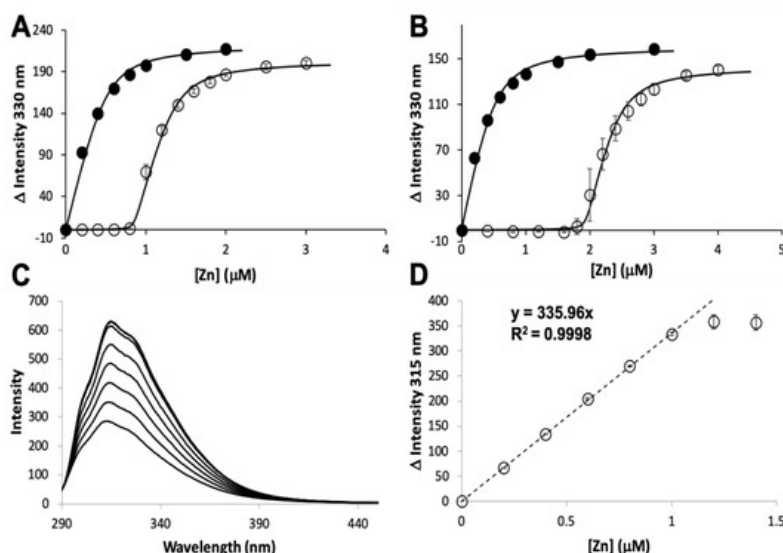 A
240
190
140
90
40
-10
Δ Intensity 330 nm
0 1 2 3 4
[Zn] (µM)
B
150
110
70
30
-10
Δ Intensity 330 nm
0 1 2 3 4 5
[Zn] (µM)
C
700
600
500
400
300
200
100
0
Intensity
290 340 390 440
Wavelength (nm)
D
400
350
300
250
200
150
100
50
0
Δ Intensity 315 nm
y = 335.96x
R² = 0.9998
0 0.5 1 1.5
[Zn] (µM)